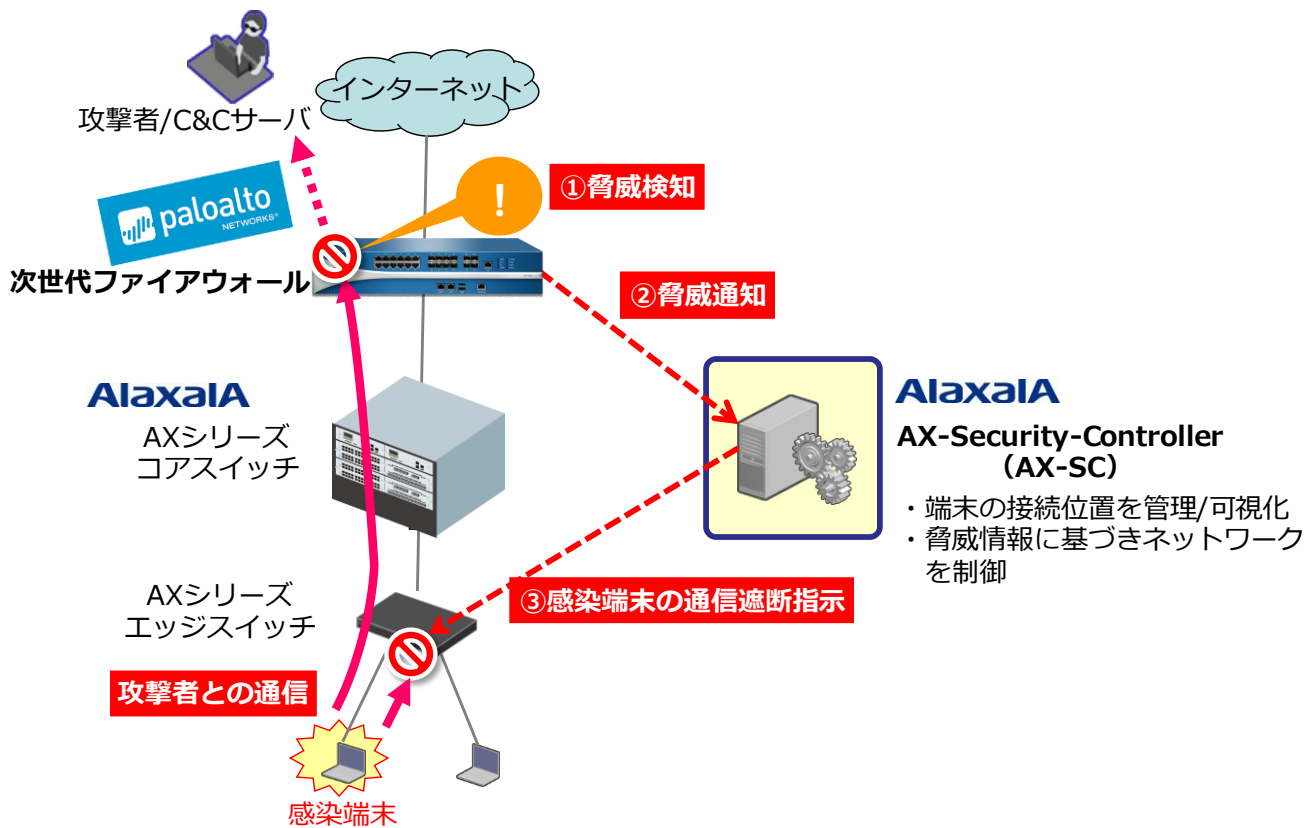 インターネット
攻撃者/C&Cサーバ
!
①脅威検知
paloalto
NETWORKS®
次世代ファイアウォール
②脅威通知
AlaxalA
AXシリーズ
コアスイッチ
AlaxalA
AX-Security-Controller
（AX-SC）
・端末の接続位置を管理/可視化
・脅威情報に基づきネットワーク
を制御
AXシリーズ
エッジスイッチ
③感染端末の通信遮断指示
攻撃者との通信
感染端末